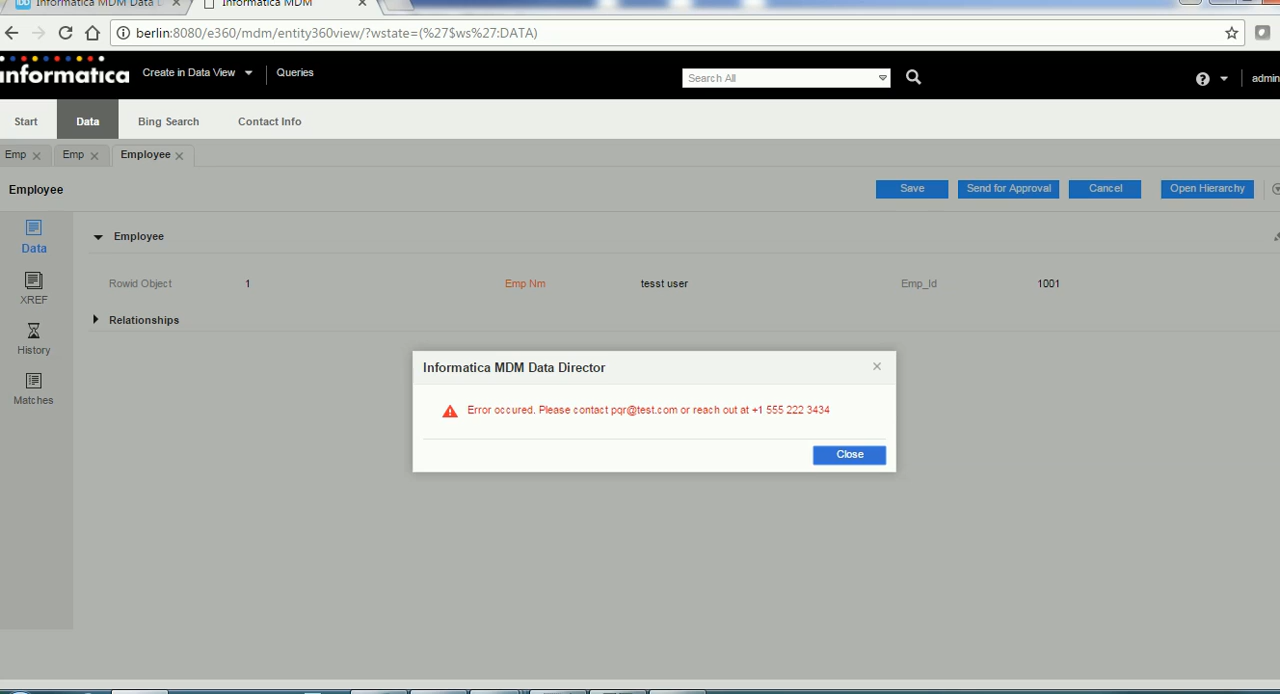 Informatica MDM Data D
Informatica MDM
berlin:8080/e360/mdm/entity360view/?wstate=(%27$ws%27:DATA)
informatica Create in Data View Queries Search All ? admin
Start Data Bing Search Contact Info
Emp Emp Employee
Employee Save Send for Approval Cancel Open Hierarchy
Data
Employee
Rowid Object 1 Emp Nm tesst user Emp_Id 1001
XREF
Relationships
History
Matches
Informatica MDM Data Director
Error occured. Please contact pqr@test.com or reach out at +1 555 222 3434
Close